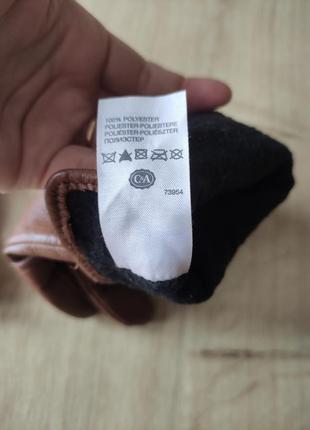 100% POLYESTER
POLIESTER-POLIESTERE
POLIÉSTER-POLIÉSZTER
ПОЛИЭСТЕР
C&A
73954